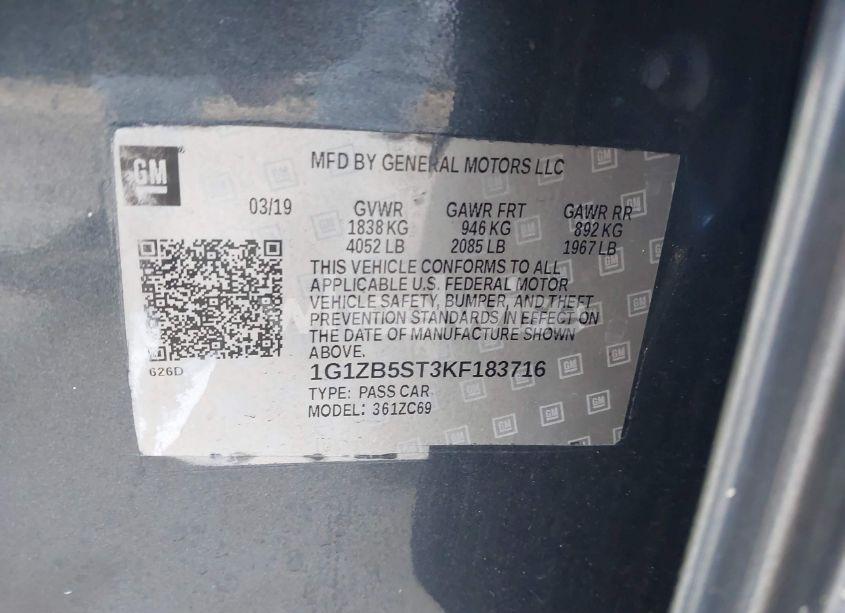 GM
MFD BY GENERAL MOTORS LLC
03/19 GVWR GAWR FRT GAWR RR
1838 KG 946 KG 892 KG
4052 LB 2085 LB 1967 LB
THIS VEHICLE CONFORMS TO ALL
APPLICABLE U.S. FEDERAL MOTOR
VEHICLE SAFETY, BUMPER, AND THEFT
PREVENTION STANDARDS IN EFFECT ON
THE DATE OF MANUFACTURE SHOWN
ABOVE.
626D
1G1ZB5ST3KF183716
TYPE: PASS CAR
MODEL: 361ZC69